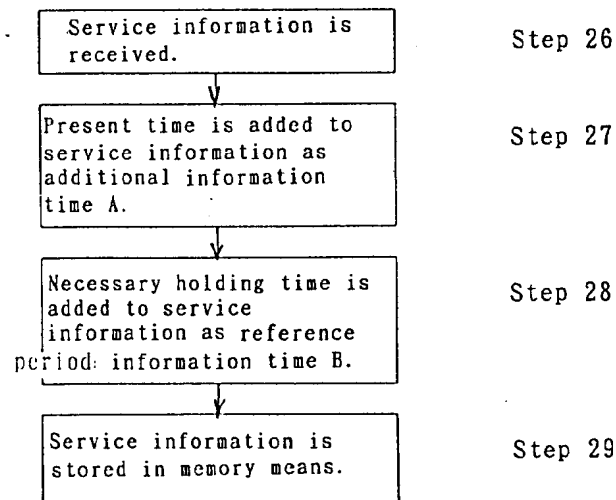 Service information is
received.
Step 26
Present time is added to
service information as
additional information
time A.
Step 27
Necessary holding time is
added to service
information as reference
period: information time B.
Step 28
Service information is
stored in memory means.
Step 29